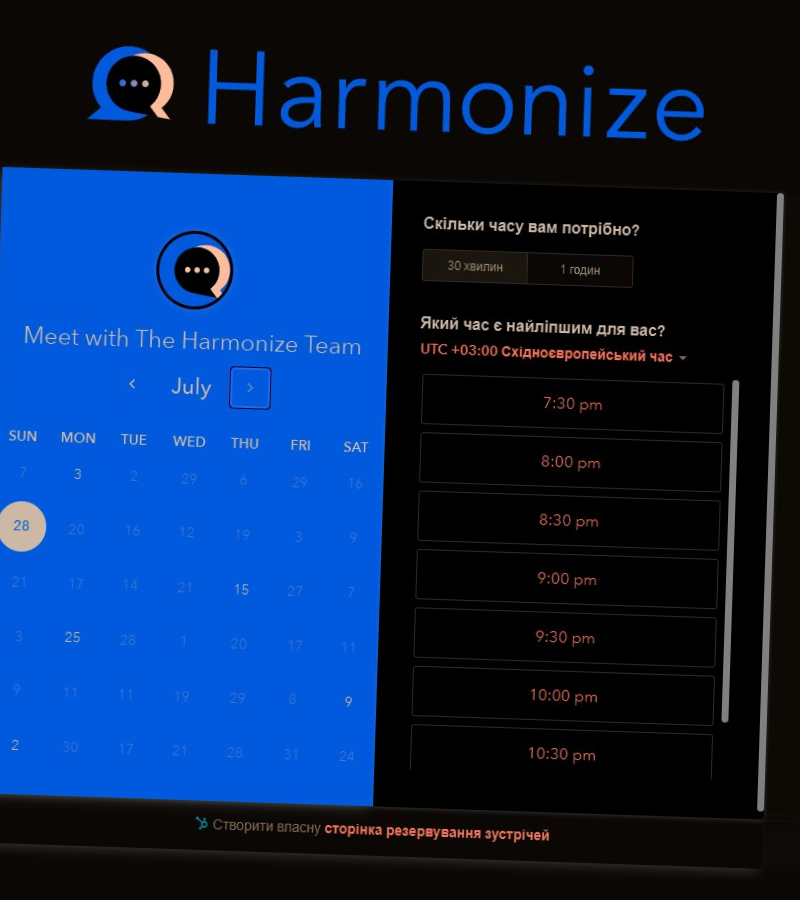 Harmonize
Meet with The Harmonize Team
July
SUN MON TUE WED THU FRI SAT
7 3 2 29 6 29 16
28 20 16 12 19 3 9
21 17 14 21 15 27 7
3 25 28 1 20 17 11
9 11 11 19 29 8 9
2 30 17 21 28 31 24
Скільки часу вам потрібно?
30 хвилин 1 годин
Який час є найліпшим для вас?
UTC +03:00 Східноєвропейський час
7:30 pm
8:00 pm
8:30 pm
9:00 pm
9:30 pm
10:00 pm
10:30 pm
Створити власну сторінка резервування зустрічей